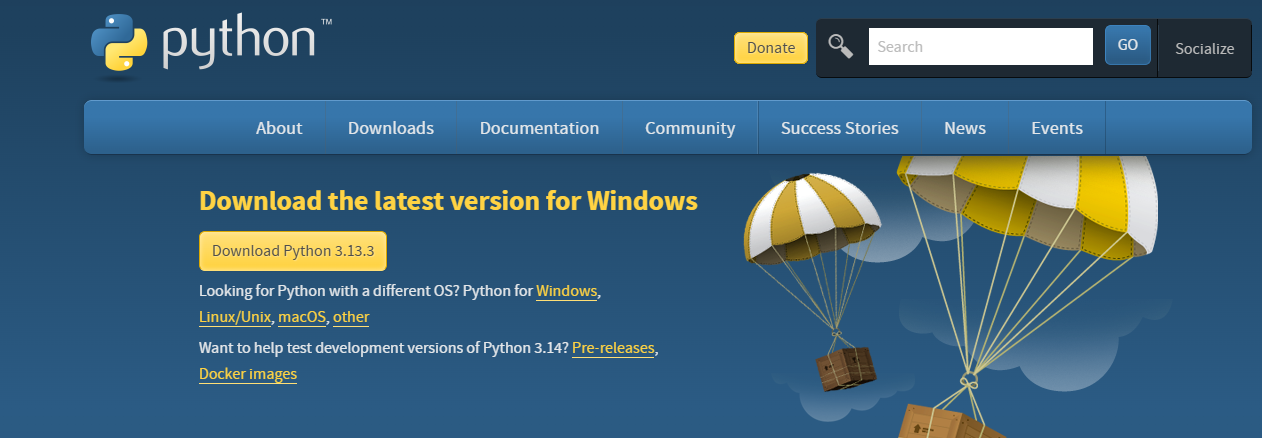 python™
Donate
Search
GO
Socialize
About
Downloads
Documentation
Community
Success Stories
News
Events
Download the latest version for Windows
Download Python 3.13.3
Looking for Python with a different OS? Python for Windows,
Linux/Unix, macOS, other
Want to help test development versions of Python 3.14? Pre-releases,
Docker images